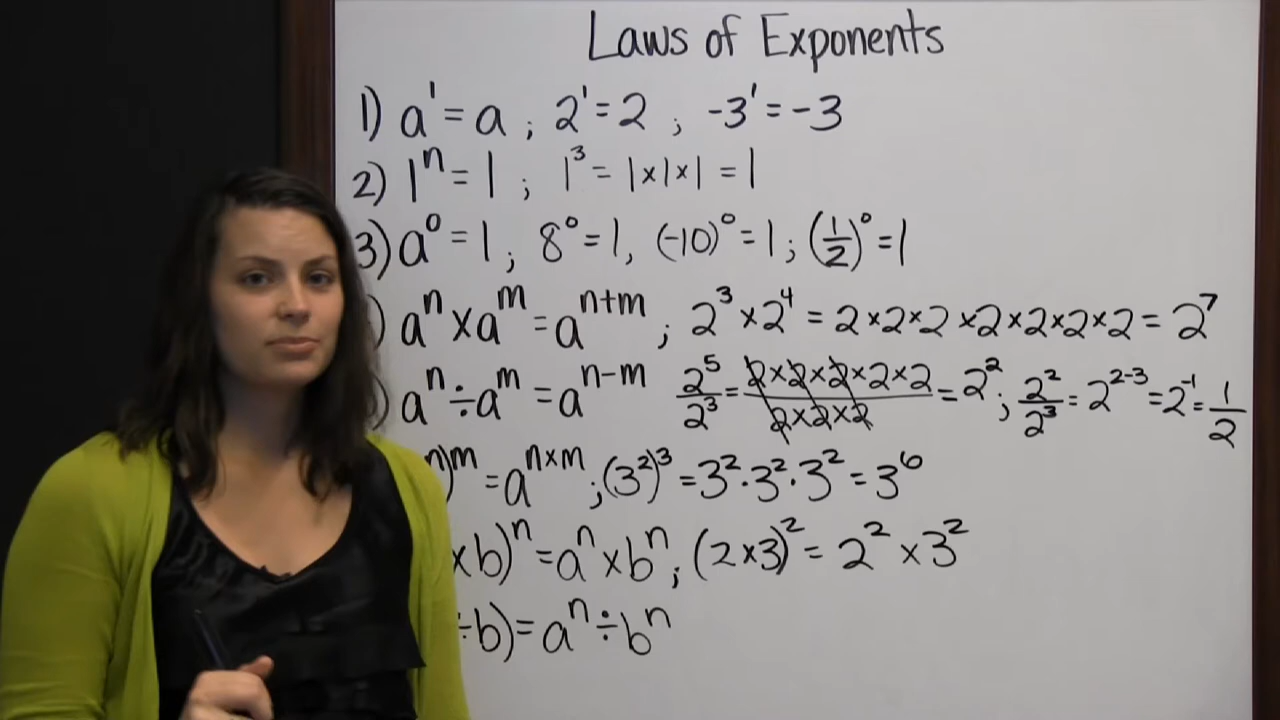 Laws of Exponents
1) a¹ = a ; 2¹ = 2 ; -3¹ = -3
2) 1ⁿ = 1 ; 1³ = 1×1×1 = 1
3) a⁰ = 1 ; 8⁰ = 1, (-10)⁰ = 1 ; (1/2)⁰ = 1
) aⁿ × aᵐ = aⁿ⁺ᵐ ; 2³ × 2⁴ = 2×2×2×2×2×2×2 = 2⁷
) aⁿ ÷ aᵐ = aⁿ⁻ᵐ 2⁵/2³ = 2×2×2×2×2/2×2×2 = 2² ; 2²/2³ = 2²⁻³ = 2⁻¹ = 1/2
ⁿ)ᵐ = aⁿˣᵐ ; (3²)³ = 3²·3²·3² = 3⁶
×b)ⁿ = aⁿ × bⁿ ; (2×3)² = 2² × 3²
÷b) = aⁿ ÷ bⁿ